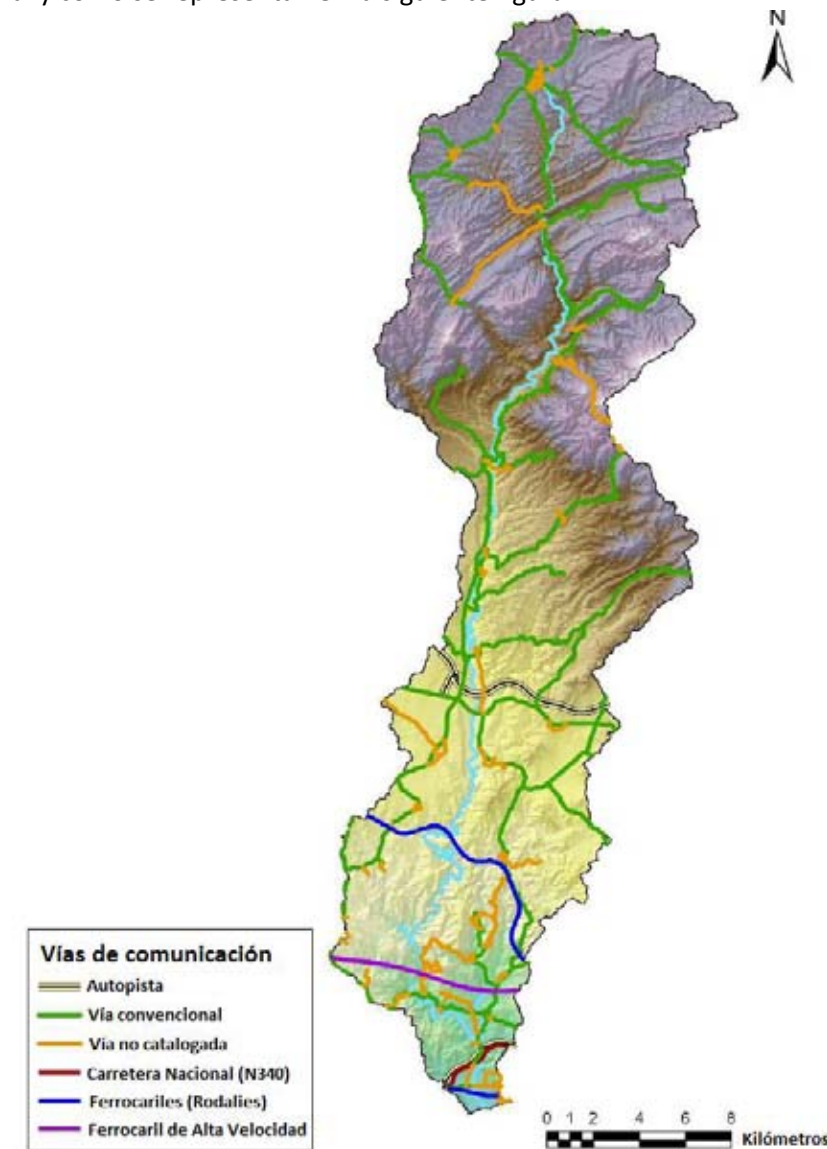 N
Vías de comunicación
Autopista
Vía convencional
Vía no catalogada
Carretera Nacional (N340)
Ferrocariles (Rodalies)
Ferrocaril de Alta Velocidad
0 1 2 4 6 8
Kilómetros